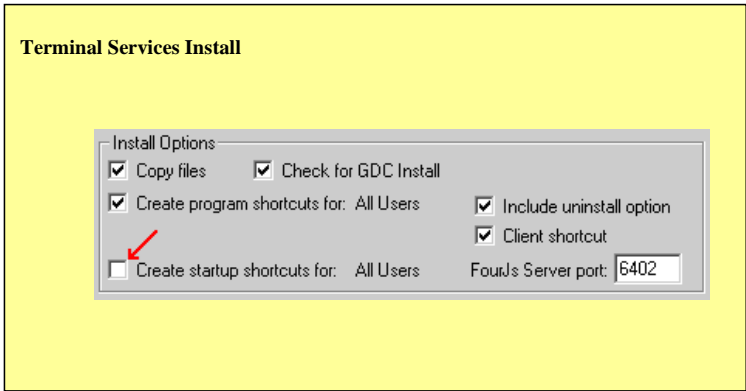 Terminal Services Install
Install Options
Copy files Check for GDC Install
Create program shortcuts for: All Users Include uninstall option
Client shortcut
Create startup shortcuts for: All Users FourJs Server port: 6402